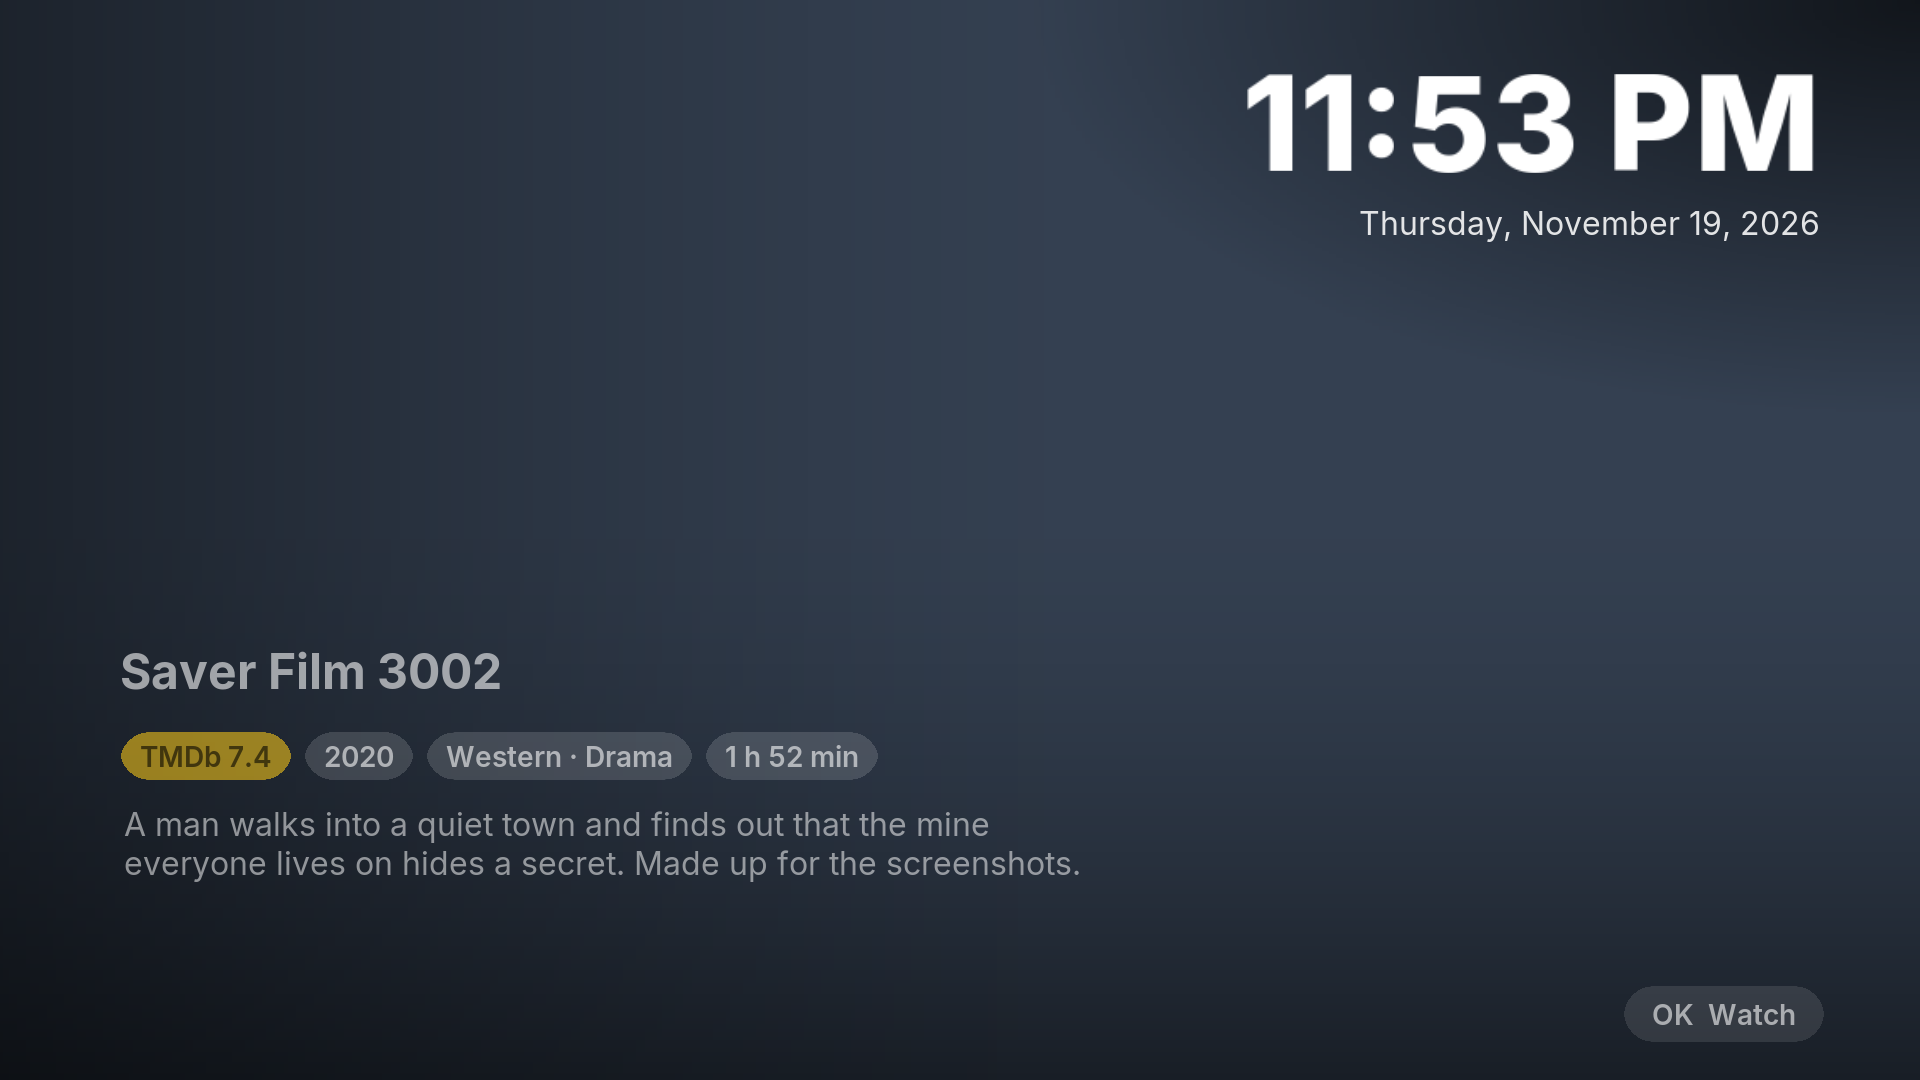 11:53 PM
Thursday, November 19, 2026
Saver Film 3002
TMDb 7.4 2020 Western · Drama 1 h 52 min
A man walks into a quiet town and finds out that the mine
everyone lives on hides a secret. Made up for the screenshots.
OK Watch